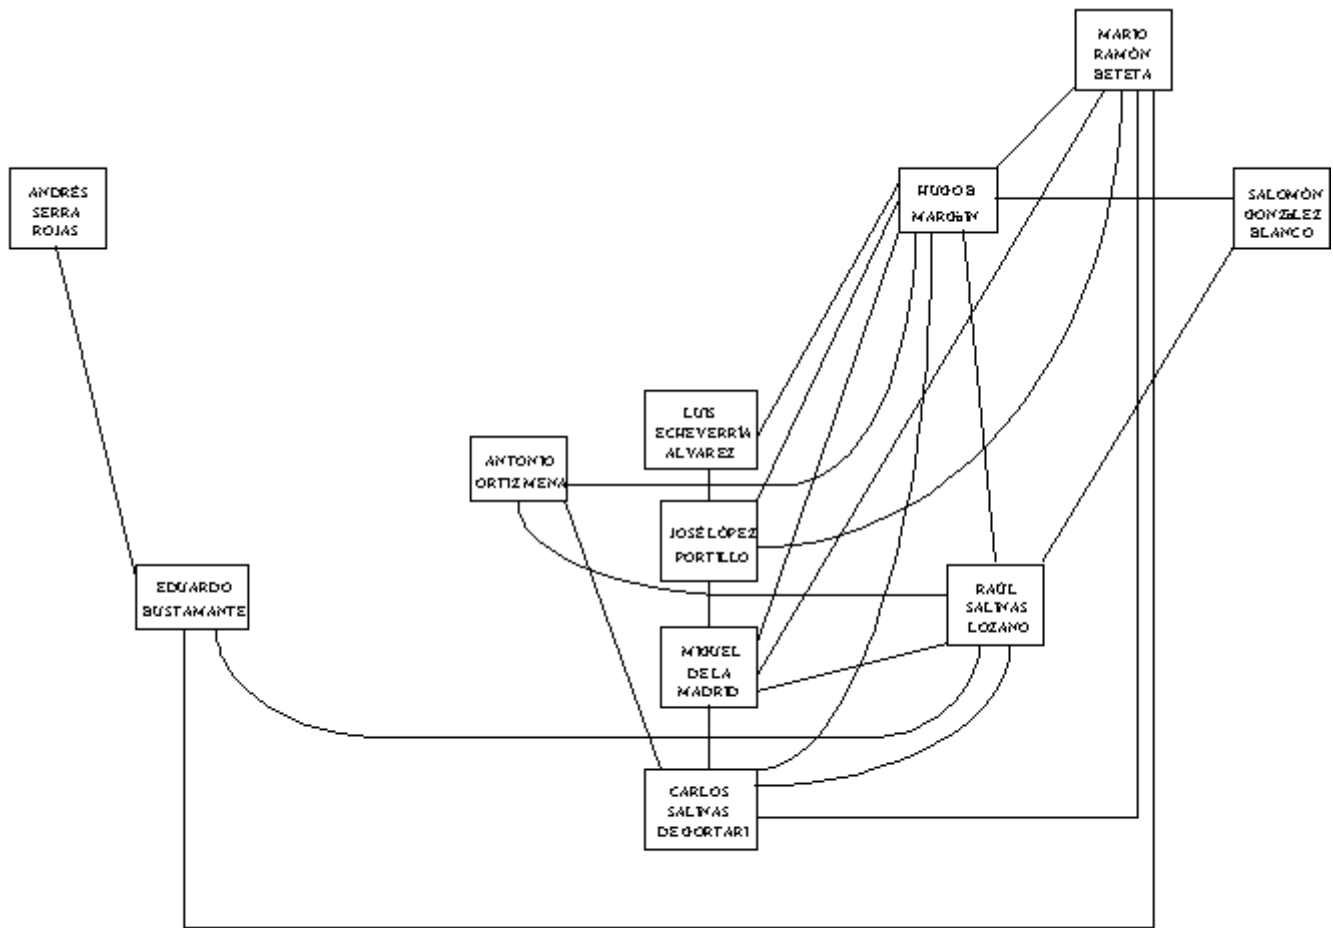 MARIO
RAMÓN
BETETA
ANDRÉS
SERRA
ROJAS
HUGO B
MARGÁIN
SALOMÓN
GONZÁLEZ
BLANCO
LUIS
ECHEVERRÍA
ALVAREZ
ANTONIO
ORTIZ MENA
JOSÉ LÓPEZ
PORTILLO
EDUARDO
BUSTAMANTE
RAÚL
SALINAS
LOZANO
MIGUEL
DE LA
MADRID
CARLOS
SALINAS
DE GORTARI